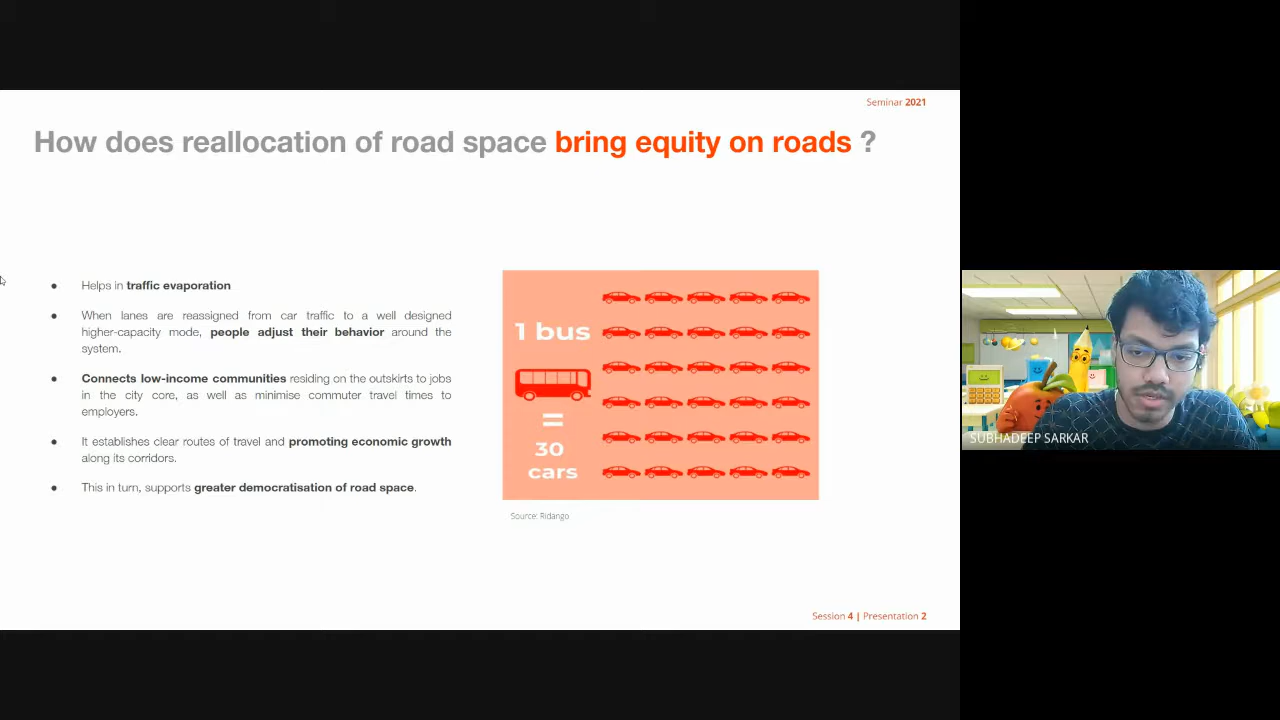 Seminar 2021
How does reallocation of road space bring equity on roads ?
● Helps in traffic evaporation
● When lanes are reassigned from car traffic to a well designed
higher-capacity mode, people adjust their behavior around the
system.
● Connects low-income communities residing on the outskirts to jobs
in the city core, as well as minimise commuter travel times to
employers.
● It establishes clear routes of travel and promoting economic growth
along its corridors.
● This in turn, supports greater democratisation of road space.
1 bus
=
30
cars
Source: Ridango
Session 4 | Presentation 2
SUBHADEEP SARKAR